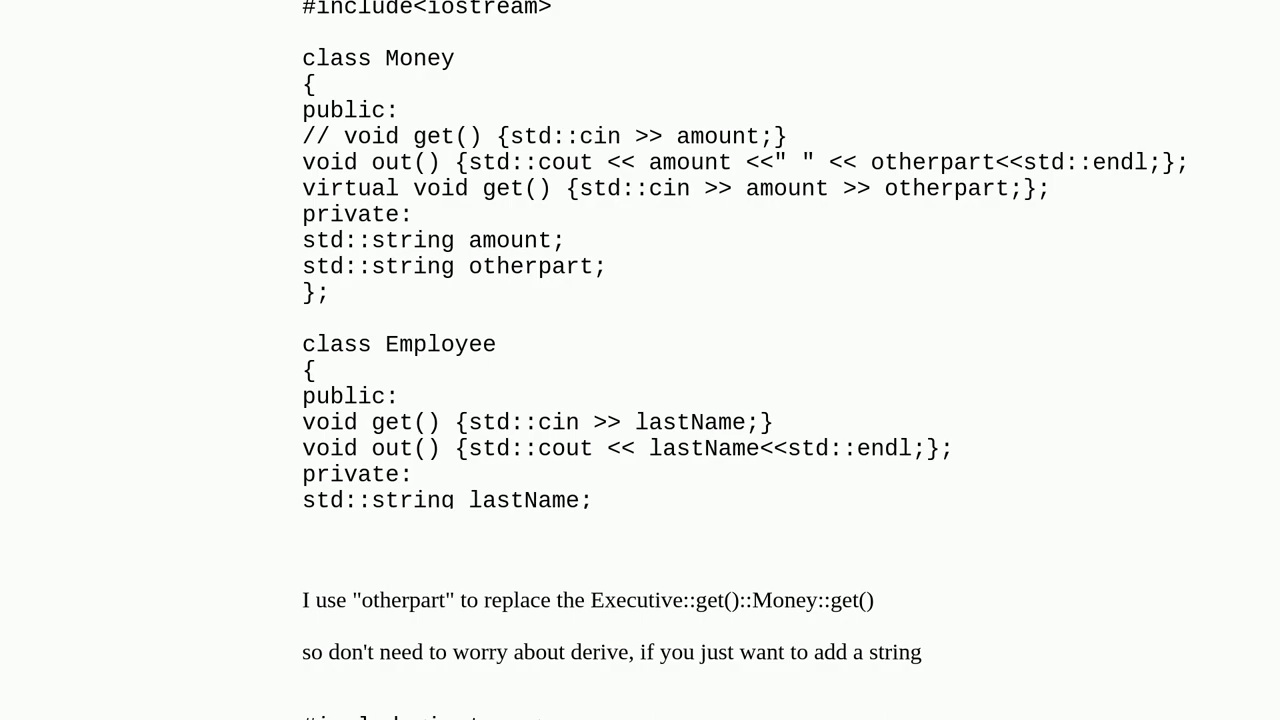 #include<iostream>
class Money
{
public:
// void get() {std::cin >> amount;}
void out() {std::cout << amount <<" " << otherpart<<std::endl;};
virtual void get() {std::cin >> amount >> otherpart;};
private:
std::string amount;
std::string otherpart;
};
class Employee
{
public:
void get() {std::cin >> lastName;}
void out() {std::cout << lastName<<std::endl;};
private:
std::string lastName;
I use "otherpart" to replace the Executive::get()::Money::get()
so don't need to worry about derive, if you just want to add a string